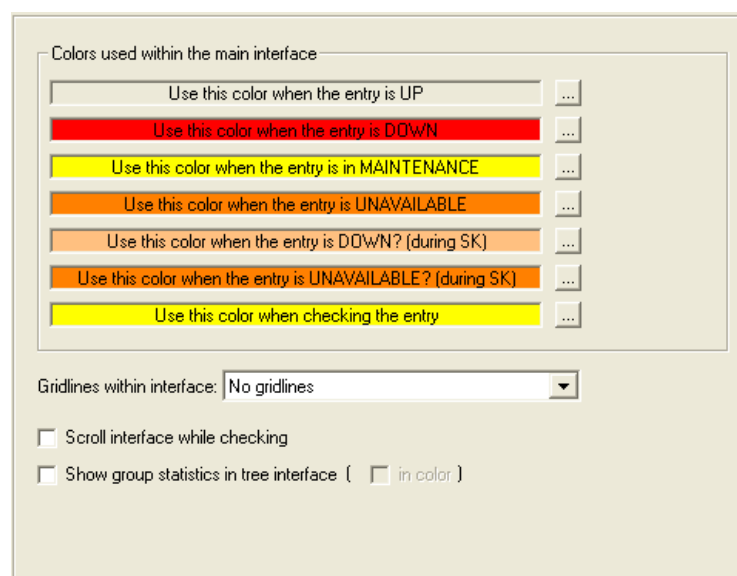 Colors used within the main interface
Use this color when the entry is UP ...
Use this color when the entry is DOWN ...
Use this color when the entry is in MAINTENANCE ...
Use this color when the entry is UNAVAILABLE ...
Use this color when the entry is DOWN? (during SK) ...
Use this color when the entry is UNAVAILABLE? (during SK) ...
Use this color when checking the entry ...
Gridlines within interface: No gridlines
Scroll interface while checking
Show group statistics in tree interface ( in color )